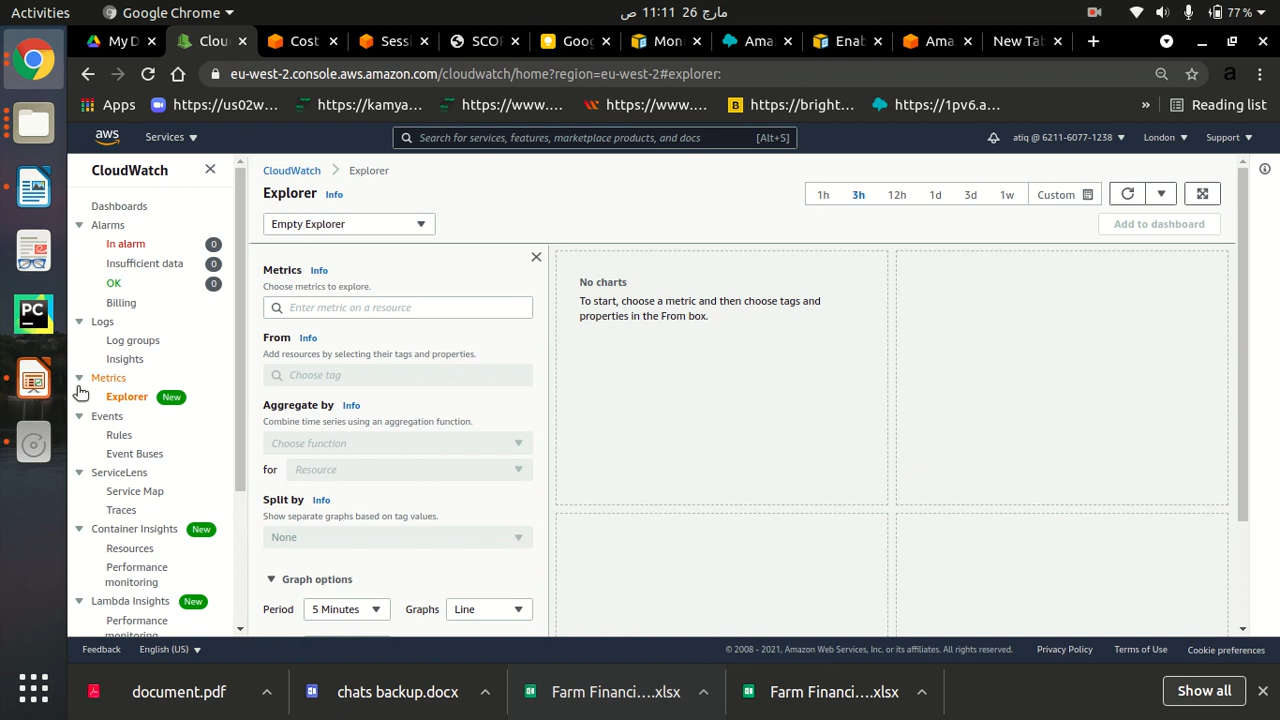 Activities
Google Chrome
11:11 مارچ 26 ص
77 %
My D
Clou
Cost
Sessi
SCOF
Goog
Moni
Amaz
Enab
Ama
New Tab
eu-west-2.console.aws.amazon.com/cloudwatch/home?region=eu-west-2#explorer:
a
Apps
https://us02w...
https://kamya...
https://www....
https://www....
https://bright...
https://1pv6.a...
»
Reading list
aws
Services
Search for services, features, marketplace products, and docs
[Alt+S]
atiq @ 6211-6077-1238
London
Support
CloudWatch
Dashboards
Alarms
In alarm
0
Insufficient data
0
OK
0
Billing
Logs
Log groups
Insights
Metrics
Explorer
New
Events
Rules
Event Buses
ServiceLens
Service Map
Traces
Container Insights
New
Resources
Performance
monitoring
Lambda Insights
New
Performance
monitoring
CloudWatch
Explorer
Explorer
Info
1h
3h
12h
1d
3d
1w
Custom
Empty Explorer
Add to dashboard
Metrics
Info
Choose metrics to explore.
Enter metric on a resource
From
Info
Add resources by selecting their tags and properties.
Choose tag
Aggregate by
Info
Combine time series using an aggregation function.
Choose function
for
Resource
Split by
Info
Show separate graphs based on tag values.
None
Graph options
Period
5 Minutes
Graphs
Line
No charts
To start, choose a metric and then choose tags and
properties in the From box.
Feedback
English (US)
© 2008 - 2021, Amazon Web Services, Inc. or its affiliates. All rights reserved.
Privacy Policy
Terms of Use
Cookie preferences
document.pdf
chats backup.docx
Farm Financi....xlsx
Farm Financi....xlsx
Show all